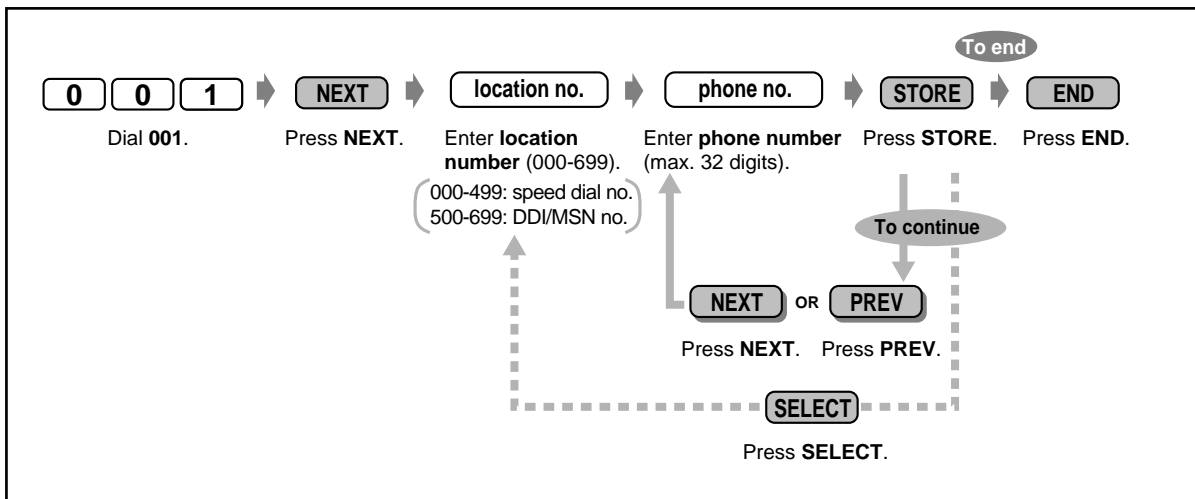 To end
0 0 1 NEXT location no. phone no. STORE END
Dial 001. Press NEXT. Enter location Enter phone number Press STORE. Press END.
number (000-699). (max. 32 digits).
000-499: speed dial no.
500-699: DDI/MSN no.
To continue
NEXT OR PREV
Press NEXT. Press PREV.
SELECT
Press SELECT.